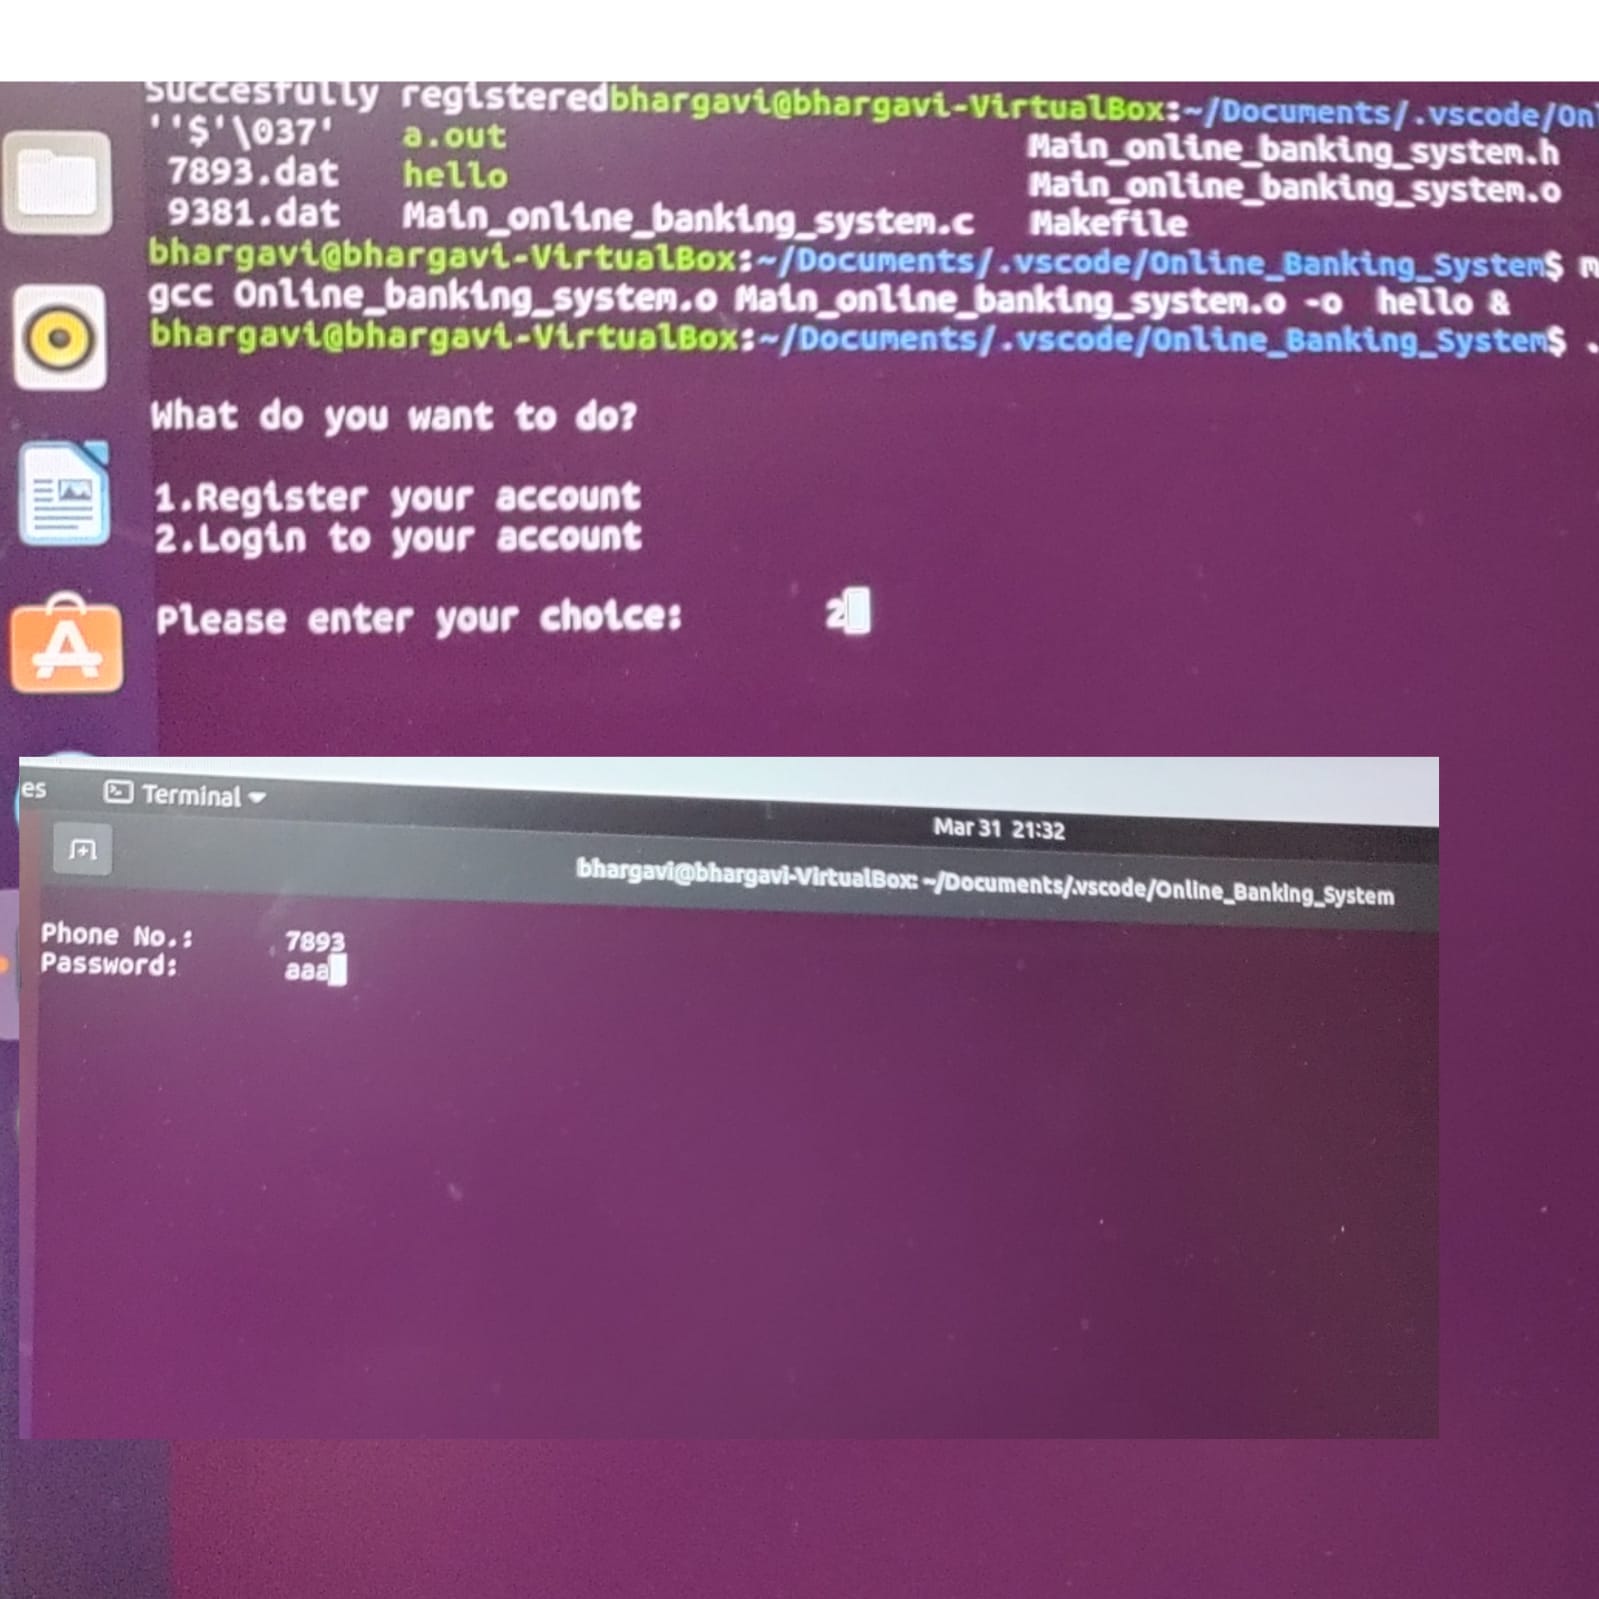 Succesfully registeredbhargavi@bhargavi-VirtualBox:~/Documents/.vscode/Onl
''$'\037' a.out Main_online_banking_system.h
7893.dat hello Main_online_banking_system.o
9381.dat Main_online_banking_system.c Makefile
bhargavi@bhargavi-VirtualBox:~/Documents/.vscode/Online_Banking_System$ m
gcc Online_banking_system.o Main_online_banking_system.o -o hello &
bhargavi@bhargavi-VirtualBox:~/Documents/.vscode/Online_Banking_System$ .
What do you want to do?
1.Register your account
2.Login to your account
Please enter your choice: 2
es Terminal
Mar 31 21:32
bhargavi@bhargavi-VirtualBox: ~/Documents/.vscode/Online_Banking_System
Phone No.: 7893
Password: aaa